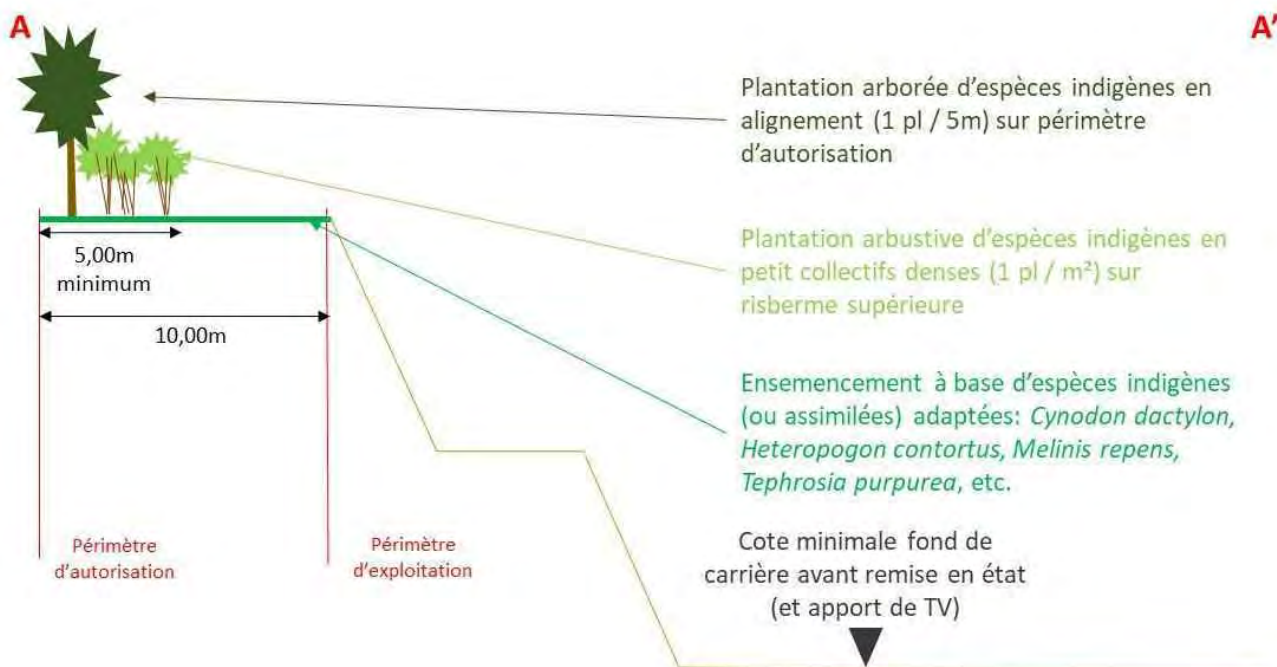 A
A'
Plantation arborée d'espèces indigènes en
alignement (1 pl / 5m) sur périmètre
d'autorisation
5,00m
minimum
10,00m
Plantation arbustive d'espèces indigènes en
petit collectifs denses (1 pl / m²) sur
risberme supérieure
Ensemencement à base d'espèces indigènes
(ou assimilées) adaptées: Cynodon dactylon,
Heteropogon contortus, Melinis repens,
Tephrosia purpurea, etc.
Périmètre
d'autorisation
Périmètre
d'exploitation
Cote minimale fond de
carrière avant remise en état
(et apport de TV)